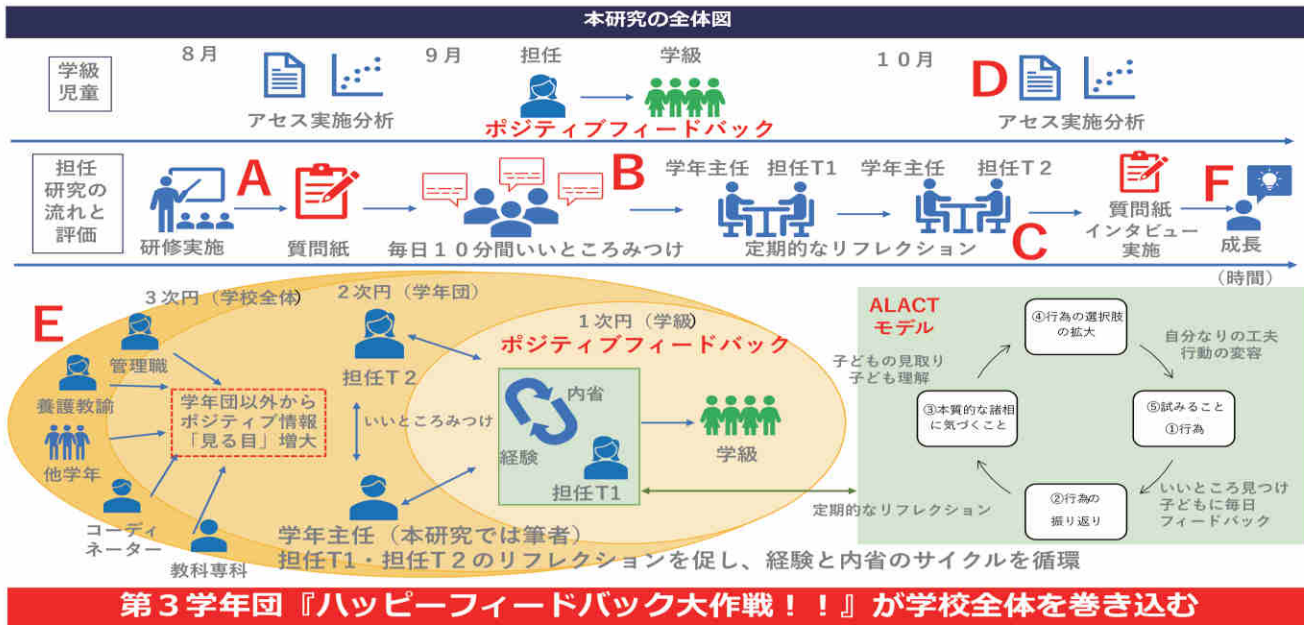 本研究の全体図
学級
児童
８月
アセス実施分析
９月
担任
学級
ポジティブフィードバック
１０月
D
アセス実施分析
担任
研究の
流れと
評価
研修実施
A
質問紙
毎日１０分間いいところみつけ
B
学年主任
担任T１
学年主任
担任T２
定期的なリフレクション
C
質問紙
インタビュー
実施
F
成長
(時間)
E
３次円（学校全体）
管理職
養護教諭
他学年
コーディ
ネーター
教科専科
学年団以外から
ポジティブ情報
「見る目」増大
２次円（学年団）
担任T２
いいところみつけ
学年主任（本研究では筆者）
担任T1・担任T２のリフレクションを促し、経験と内省のサイクルを循環
１次円（学級）
ポジティブフィードバック
内省
経験
担任T1
学級
定期的なリフレクション
ALACT
モデル
④行為の選択肢
の拡大
自分なりの工夫
行動の変容
子どもの見取り
子ども理解
③本質的な諸相
に気づくこと
⑤試みること
①行為
②行為の
振り返り
いいところ見つけ
子どもに毎日
フィードバック
第３学年団『ハッピーフィードバック大作戦！！』が学校全体を巻き込む